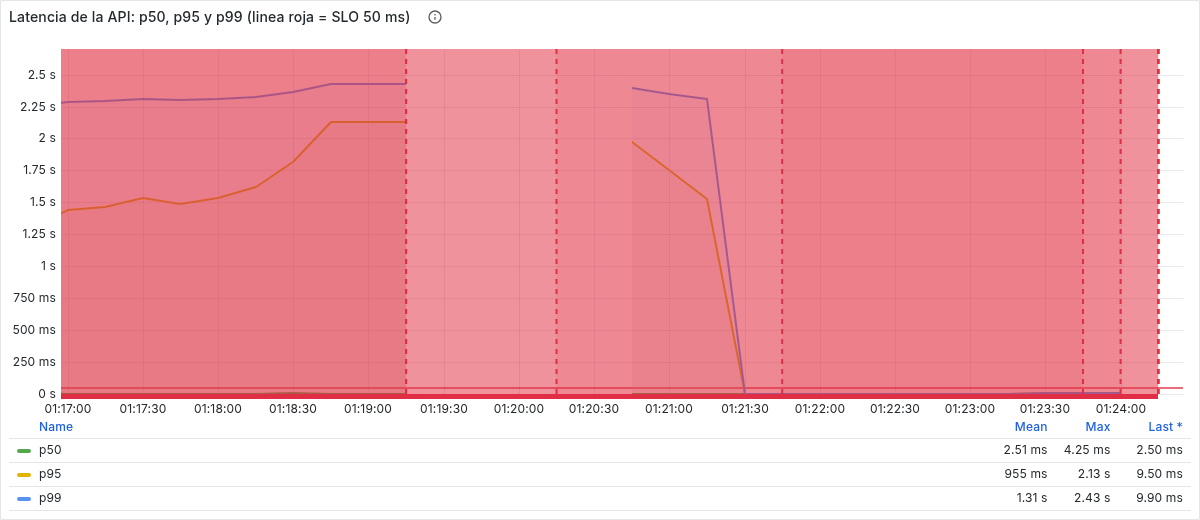 Latencia de la API: p50, p95 y p99 (linea roja = SLO 50 ms)
2.5 s
2.25 s
2 s
1.75 s
1.5 s
1.25 s
1 s
750 ms
500 ms
250 ms
0 s
01:17:00 01:17:30 01:18:00 01:18:30 01:19:00 01:19:30 01:20:00 01:20:30 01:21:00 01:21:30 01:22:00 01:22:30 01:23:00 01:23:30 01:24:00
Name Mean Max Last *
p50 2.51 ms 4.25 ms 2.50 ms
p95 955 ms 2.13 s 9.50 ms
p99 1.31 s 2.43 s 9.90 ms